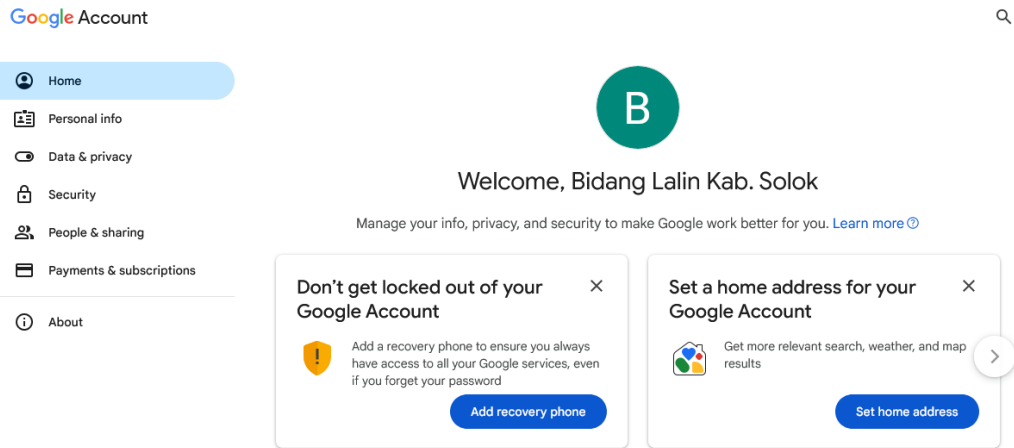 Google Account
Home
Personal info
Data & privacy
Security
People & sharing
Payments & subscriptions
About
B
Welcome, Bidang Lalin Kab. Solok
Manage your info, privacy, and security to make Google work better for you. Learn more
Don’t get locked out of your
Google Account
Add a recovery phone to ensure you always
have access to all your Google services, even
if you forget your password
Add recovery phone
Set a home address for your
Google Account
Get more relevant search, weather, and map
results
Set home address